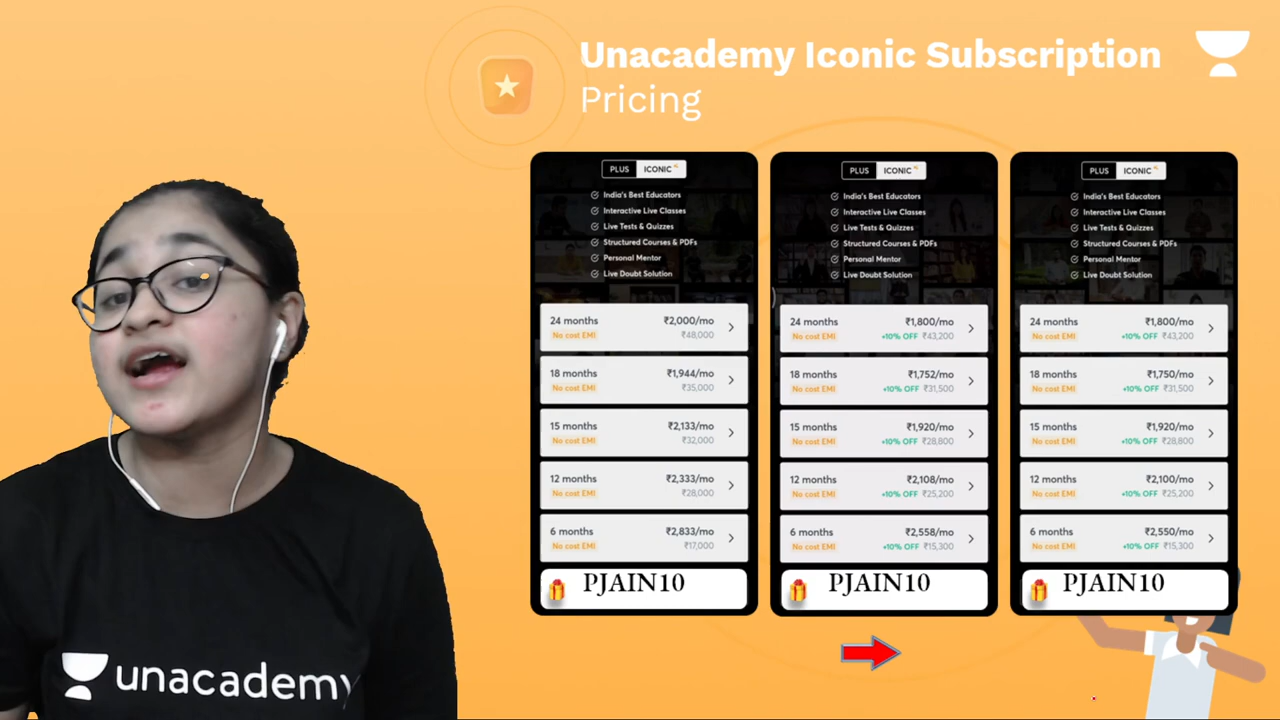 Unacademy Iconic Subscription
Pricing
PLUS ICONIC
India's Best Educators
Interactive Live Classes
Live Tests & Quizzes
Structured Courses & PDFs
Personal Mentor
Live Doubt Solution
24 months ₹2,000/mo
No cost EMI ₹48,000
18 months ₹1,944/mo
No cost EMI ₹35,000
15 months ₹2,133/mo
No cost EMI ₹32,000
12 months ₹2,333/mo
No cost EMI ₹28,000
6 months ₹2,833/mo
No cost EMI ₹17,000
PJAIN10
PLUS ICONIC
India's Best Educators
Interactive Live Classes
Live Tests & Quizzes
Structured Courses & PDFs
Personal Mentor
Live Doubt Solution
24 months ₹1,800/mo
No cost EMI +10% OFF ₹43,200
18 months ₹1,752/mo
No cost EMI +10% OFF ₹31,500
15 months ₹1,920/mo
No cost EMI +10% OFF ₹28,800
12 months ₹2,108/mo
No cost EMI +10% OFF ₹25,200
6 months ₹2,558/mo
No cost EMI +10% OFF ₹15,300
PJAIN10
PLUS ICONIC
India's Best Educators
Interactive Live Classes
Live Tests & Quizzes
Structured Courses & PDFs
Personal Mentor
Live Doubt Solution
24 months ₹1,800/mo
No cost EMI +10% OFF ₹43,200
18 months ₹1,750/mo
No cost EMI +10% OFF ₹31,500
15 months ₹1,920/mo
No cost EMI +10% OFF ₹28,800
12 months ₹2,100/mo
No cost EMI +10% OFF ₹25,200
6 months ₹2,550/mo
No cost EMI +10% OFF ₹15,300
PJAIN10
unacademy